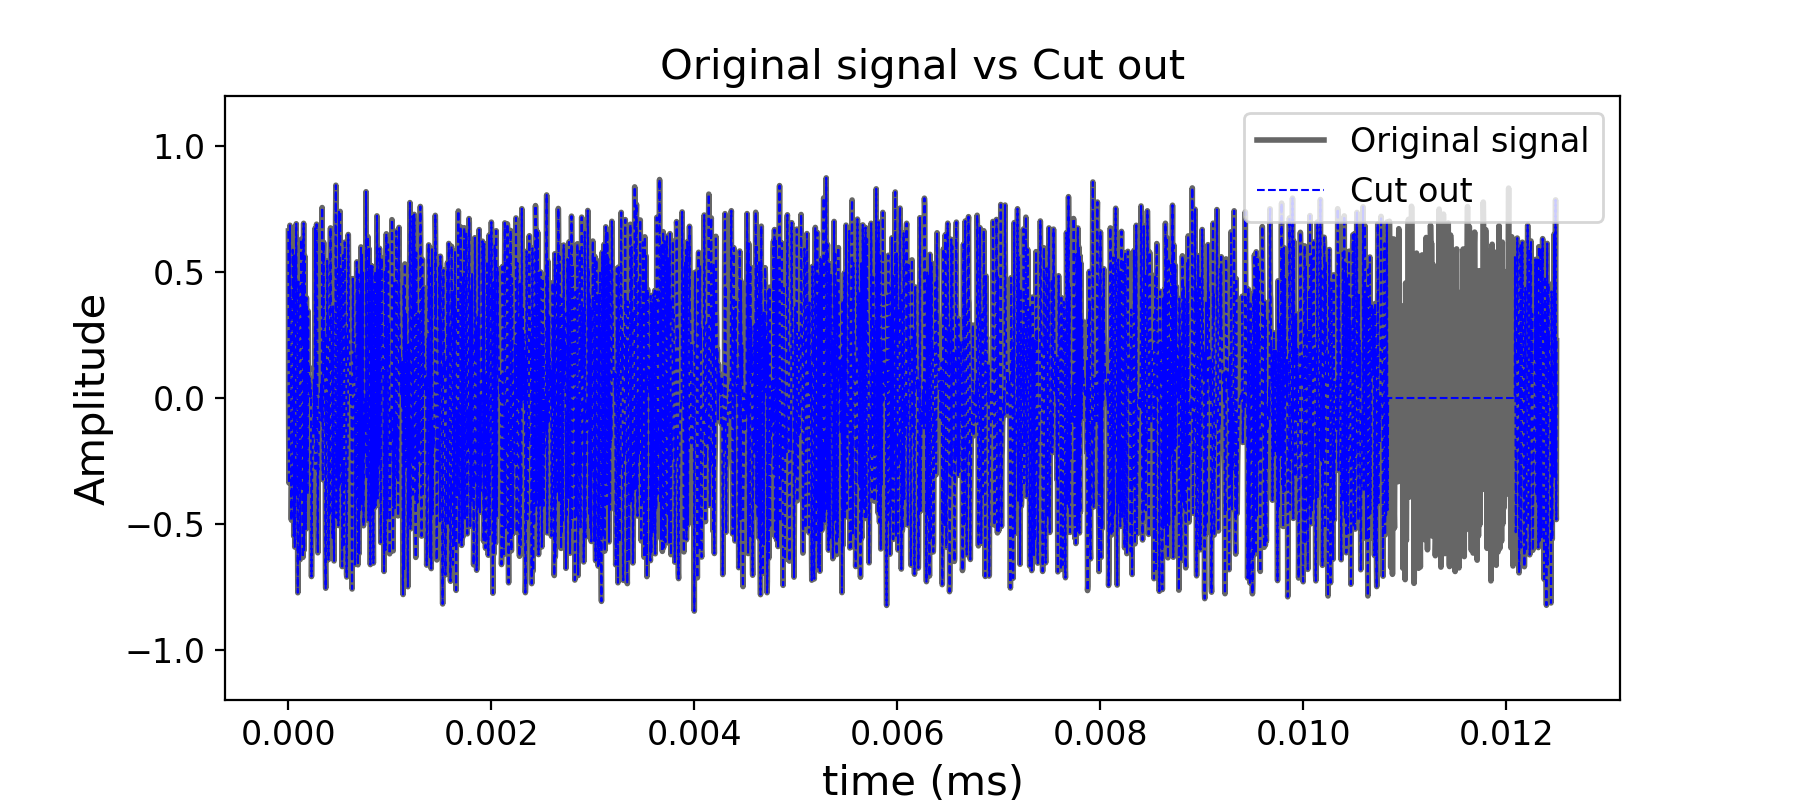 Original signal vs Cut out
Original signal
Cut out
1.0
0.5
0.0
−0.5
−1.0
Amplitude
0.000 0.002 0.004 0.006 0.008 0.010 0.012
time (ms)